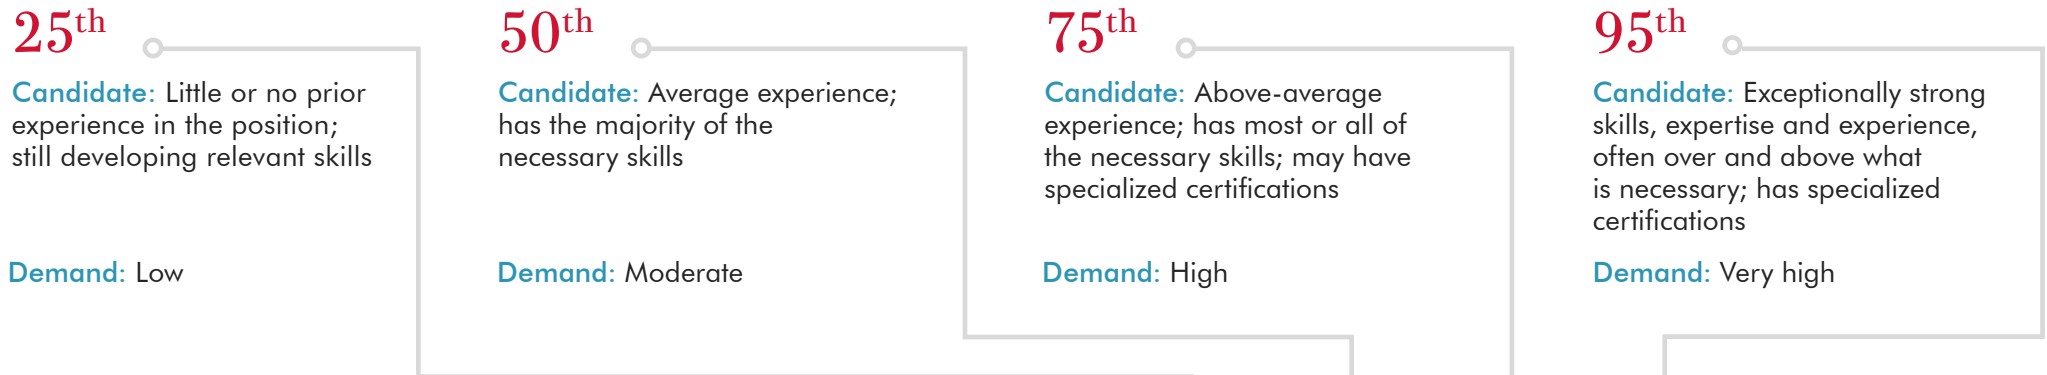 25th
Candidate: Little or no prior
experience in the position;
still developing relevant skills
Demand: Low
50th
Candidate: Average experience;
has the majority of the
necessary skills
Demand: Moderate
75th
Candidate: Above-average
experience; has most or all of
the necessary skills; may have
specialized certifications
Demand: High
95th
Candidate: Exceptionally strong
skills, expertise and experience,
often over and above what
is necessary; has specialized
certifications
Demand: Very high